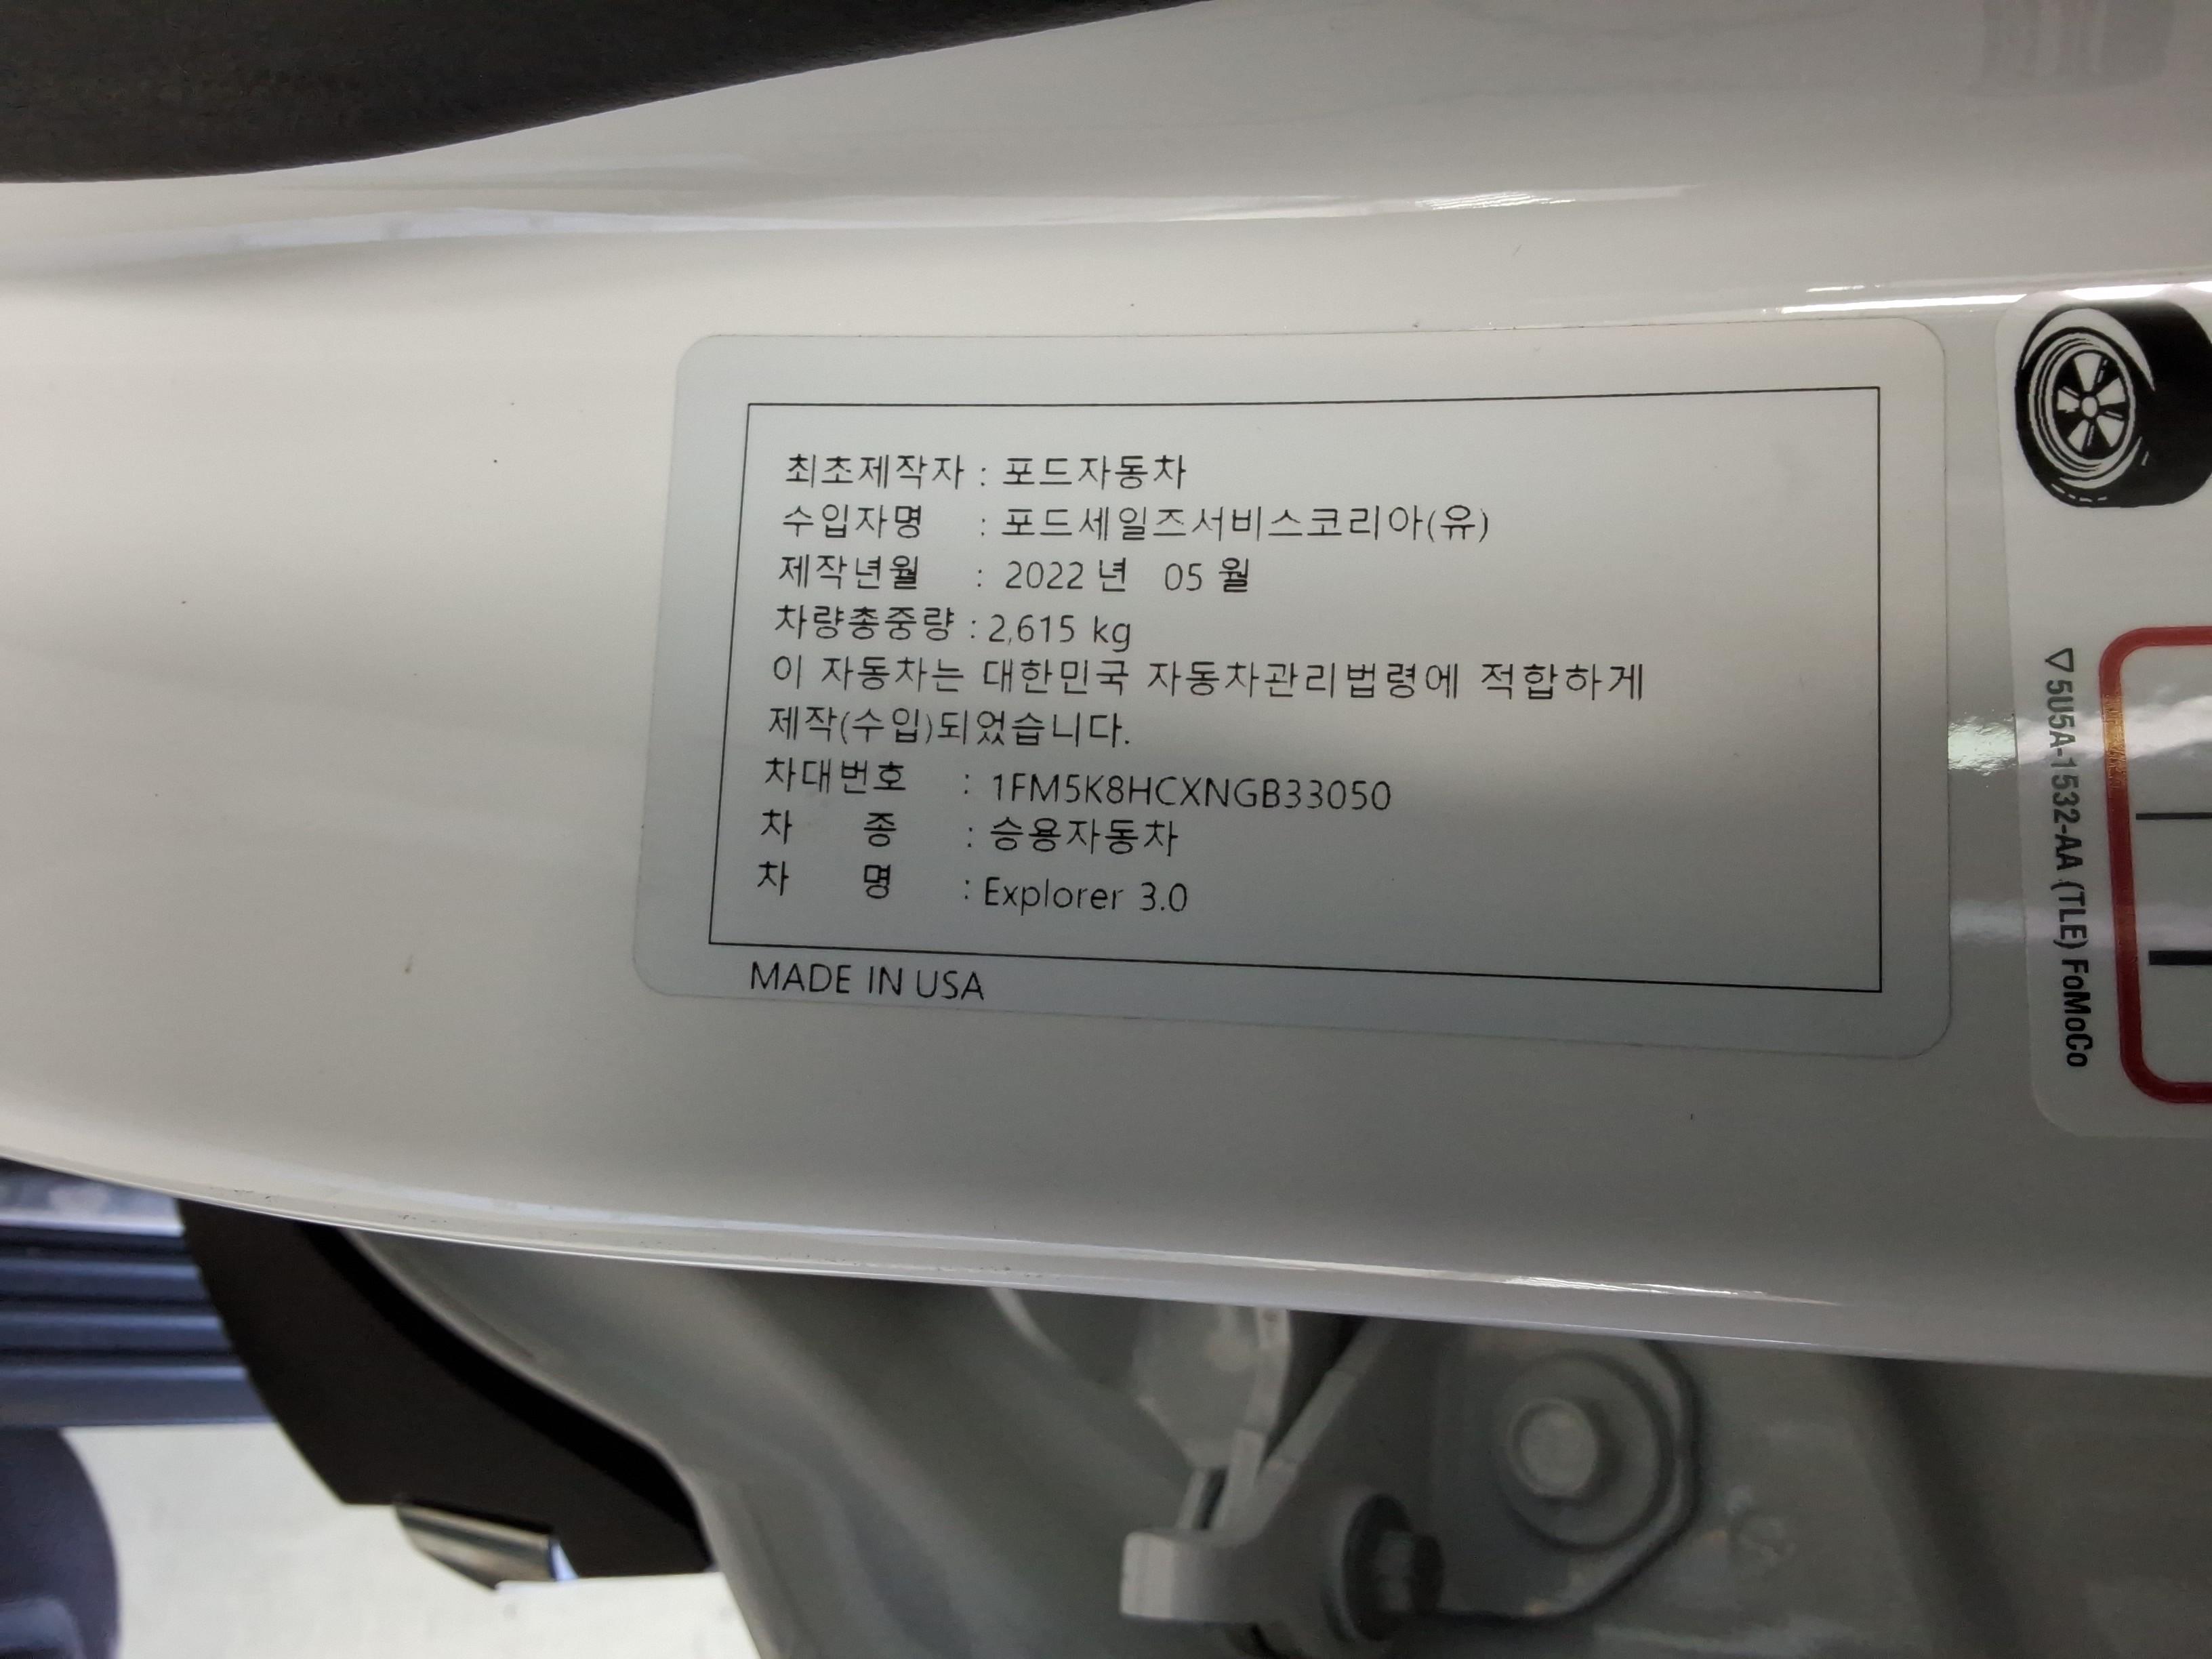 최초제작자 : 포드자동차
수입자명 : 포드세일즈서비스코리아(유)
제작년월 : 2022 년 05 월
차량총중량 : 2,615 kg
이 자동차는 대한민국 자동차관리법령에 적합하게
제작(수입)되었습니다.
차대번호 : 1FM5K8HCXNGB33050
차 종 : 승용자동차
차 명 : Explorer 3.0
MADE IN USA
▽5U5A-1532-AA (TLE) FoMoCo